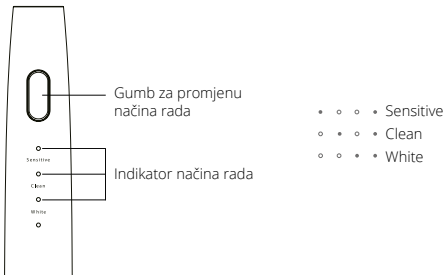 Gumb za promjenu
načina rada
Sensitive
Clean
White
Indikator načina rada
Sensitive
Clean
White